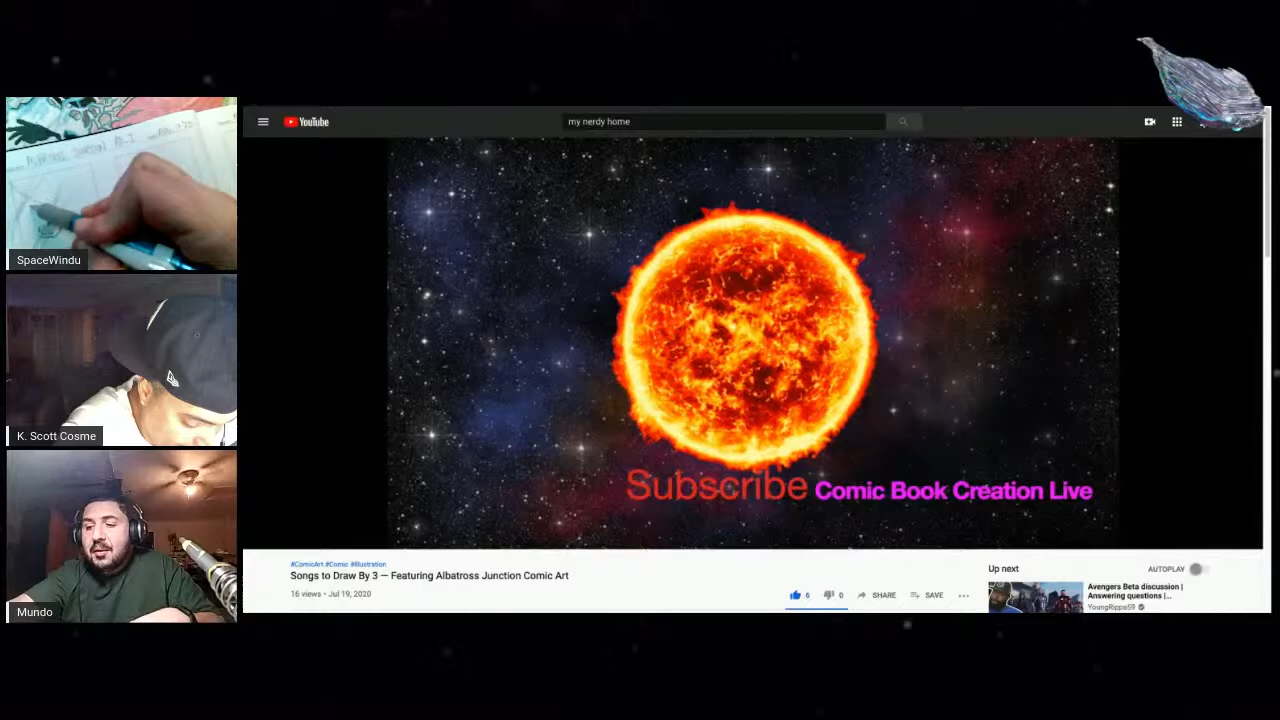 YouTube
my nerdy home
SpaceWindu
K. Scott Cosme
Mundo
Subscribe Comic Book Creation Live
#ComicArt #Comic #Illustration
Songs to Draw By 3 — Featuring Albatross Junction Comic Art
16 views • Jul 19, 2020
6
0
SHARE
SAVE
Up next
AUTOPLAY
Avengers Beta discussion |
Answering questions |...
YoungRippa59